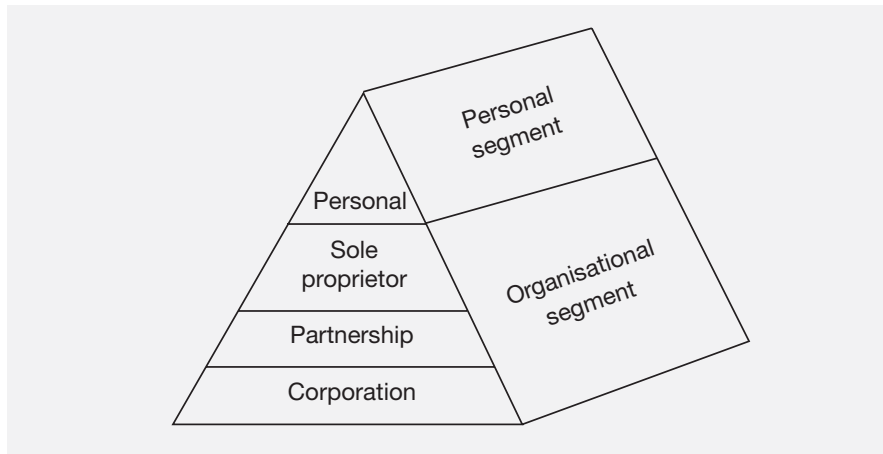 Personal
segment
Personal
Sole
proprietor
Organisational
segment
Partnership
Corporation